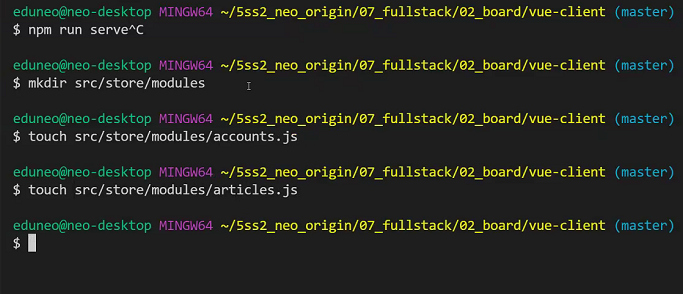 eduneo@neo-desktop MINGW64 ~/5ss2_neo_origin/07_fullstack/02_board/vue-client (master)
$ npm run serve^C
eduneo@neo-desktop MINGW64 ~/5ss2_neo_origin/07_fullstack/02_board/vue-client (master)
$ mkdir src/store/modules
eduneo@neo-desktop MINGW64 ~/5ss2_neo_origin/07_fullstack/02_board/vue-client (master)
$ touch src/store/modules/accounts.js
eduneo@neo-desktop MINGW64 ~/5ss2_neo_origin/07_fullstack/02_board/vue-client (master)
$ touch src/store/modules/articles.js
eduneo@neo-desktop MINGW64 ~/5ss2_neo_origin/07_fullstack/02_board/vue-client (master)
$